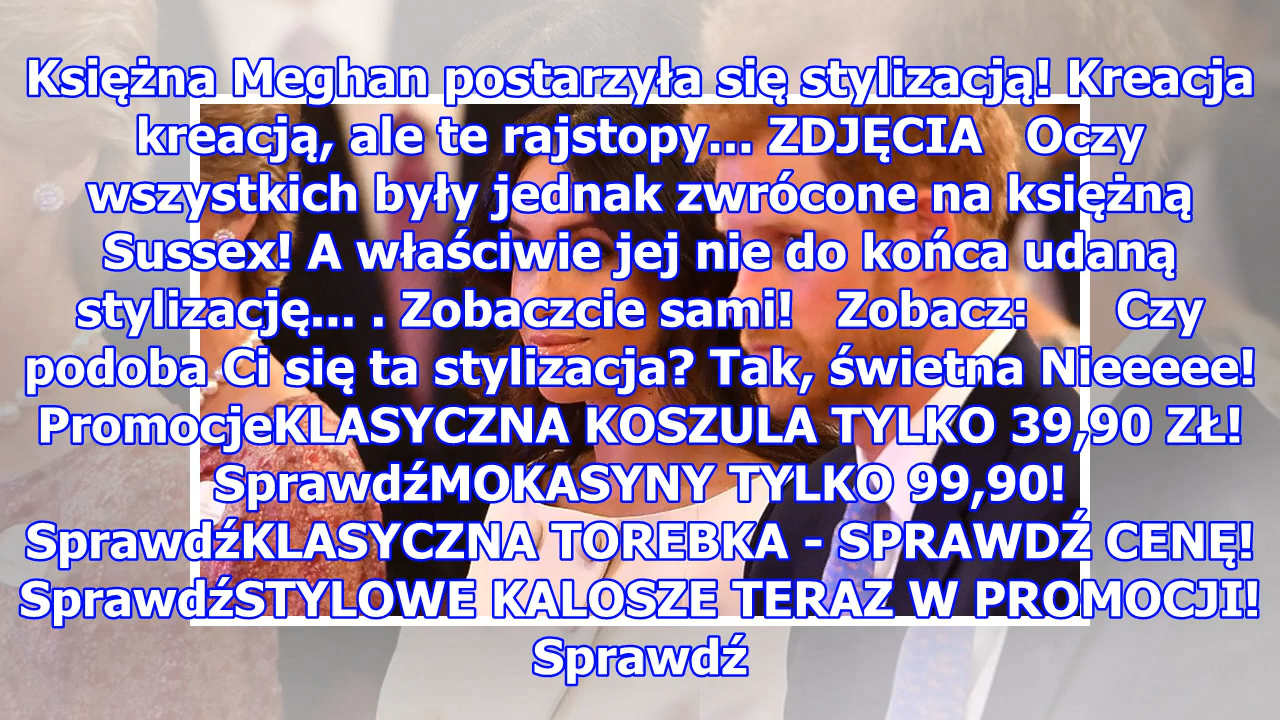 Księżna Meghan postarzyła się stylizacją! Kreacja
kreacją, ale te rajstopy... ZDJĘCIA Oczy
wszystkich były jednak zwrócone na księżną
Sussex! A właściwie jej nie do końca udaną
stylizację... . Zobaczcie sami! Zobacz: Czy
podoba Ci się ta stylizacja? Tak, świetna Nieeeee!
PromocjeKLASYCZNA KOSZULA TYLKO 39,90 ZŁ!
SprawdźMOKASYNY TYLKO 99,90!
SprawdźKLASYCZNA TOREBKA - SPRAWDŹ CENĘ!
SprawdźSTYLOWE KALOSZE TERAZ W PROMOCJI!
Sprawdź